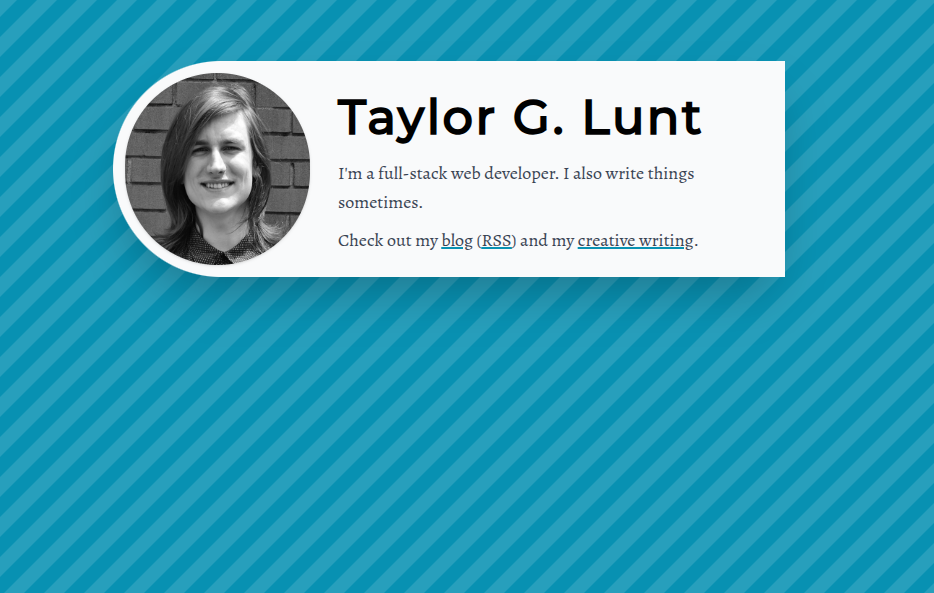 Taylor G. Lunt
I'm a full-stack web developer. I also write things
sometimes.
Check out my blog (RSS) and my creative writing.